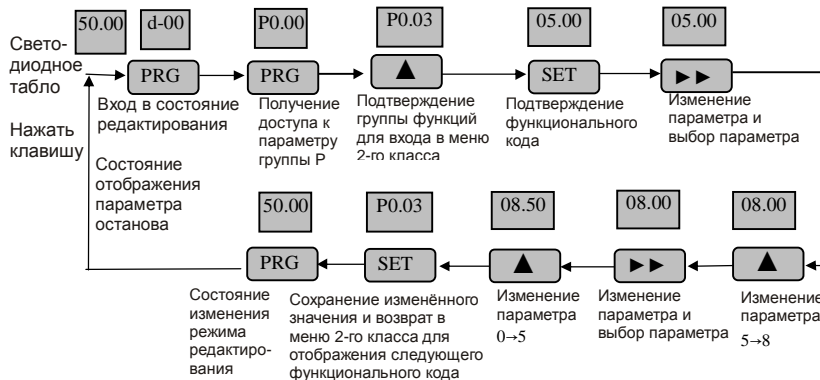 50.00 d-00 P0.00 P0.03 05.00 05.00
Свето-
диодное
табло
PRG PRG ▲ SET ►►
Нажать
клавишу
Вход в состояние
редактирования
Получение
доступа к
параметру
группы P
Подтверждение
группы функций
для входа в меню
2-го класса
Подтверждение
функционального
кода
Изменение
параметра и
выбор параметра
Состояние
отображения
параметра
останова
50.00 P0.03 08.50 08.00 08.00
PRG SET ▲ ►► ▲
Состояние
изменения
режима
редактиро-
вания
Сохранение изменённого
значения и возврат в
меню 2-го класса для
отображения следующего
функционального кода
Изменение
параметра
0→5
Изменение
параметра и
выбор параметра
Изменение
параметра
5→8